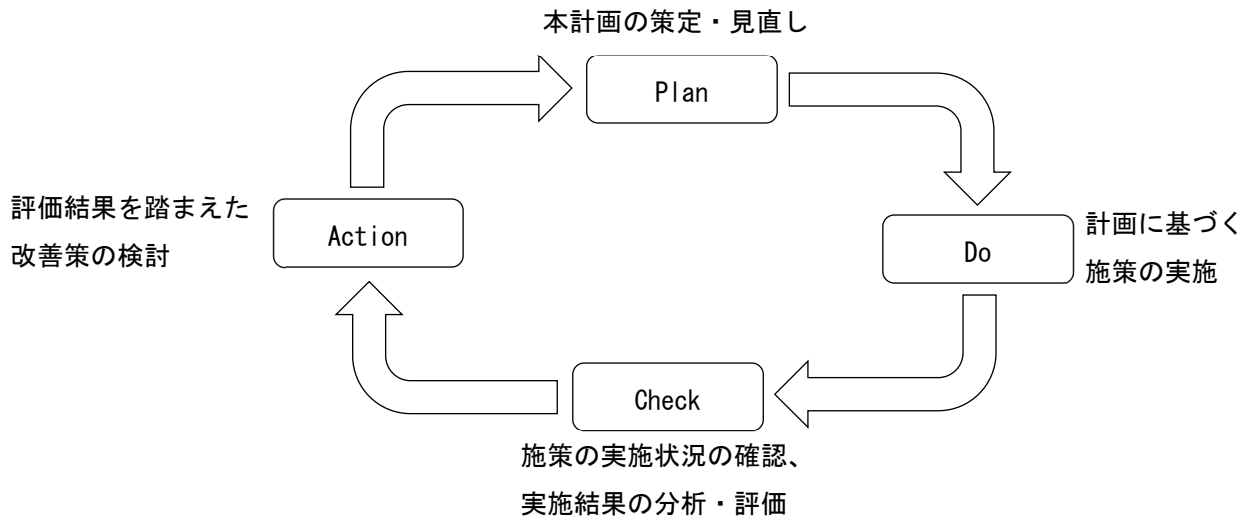 本計画の策定・見直し
Plan
評価結果を踏まえた
改善策の検討
Action
Do
計画に基づく
施策の実施
Check
施策の実施状況の確認、
実施結果の分析・評価